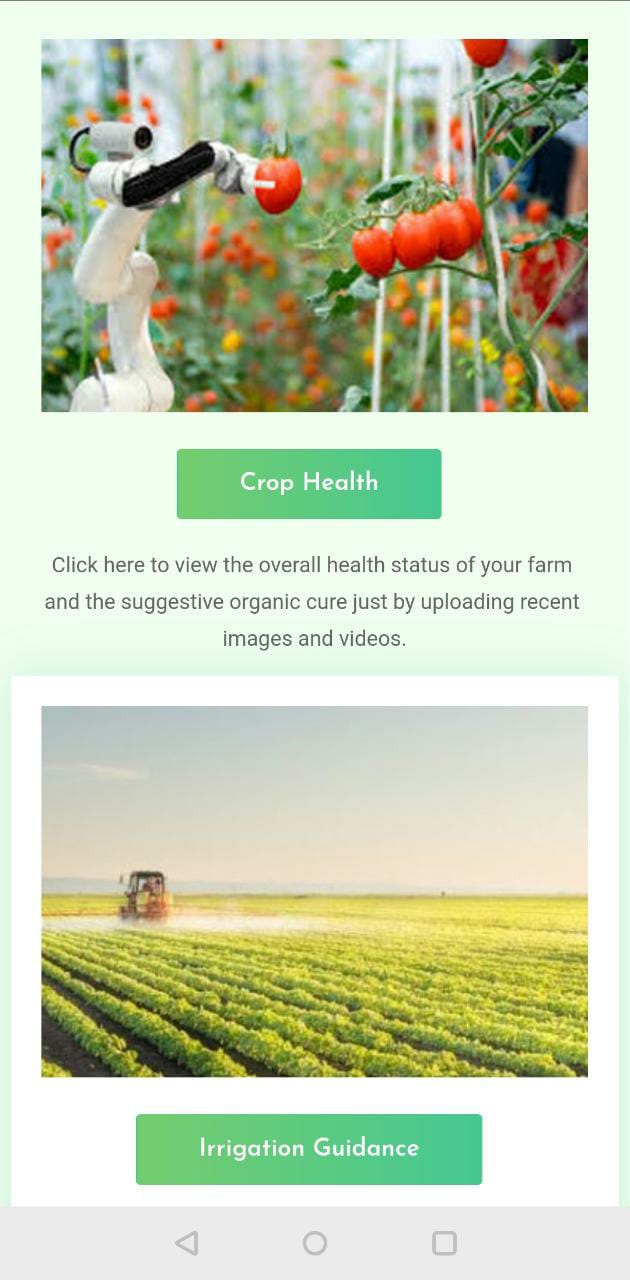 Crop Health
Click here to view the overall health status of your farm
and the suggestive organic cure just by uploading recent
images and videos.
Irrigation Guidance